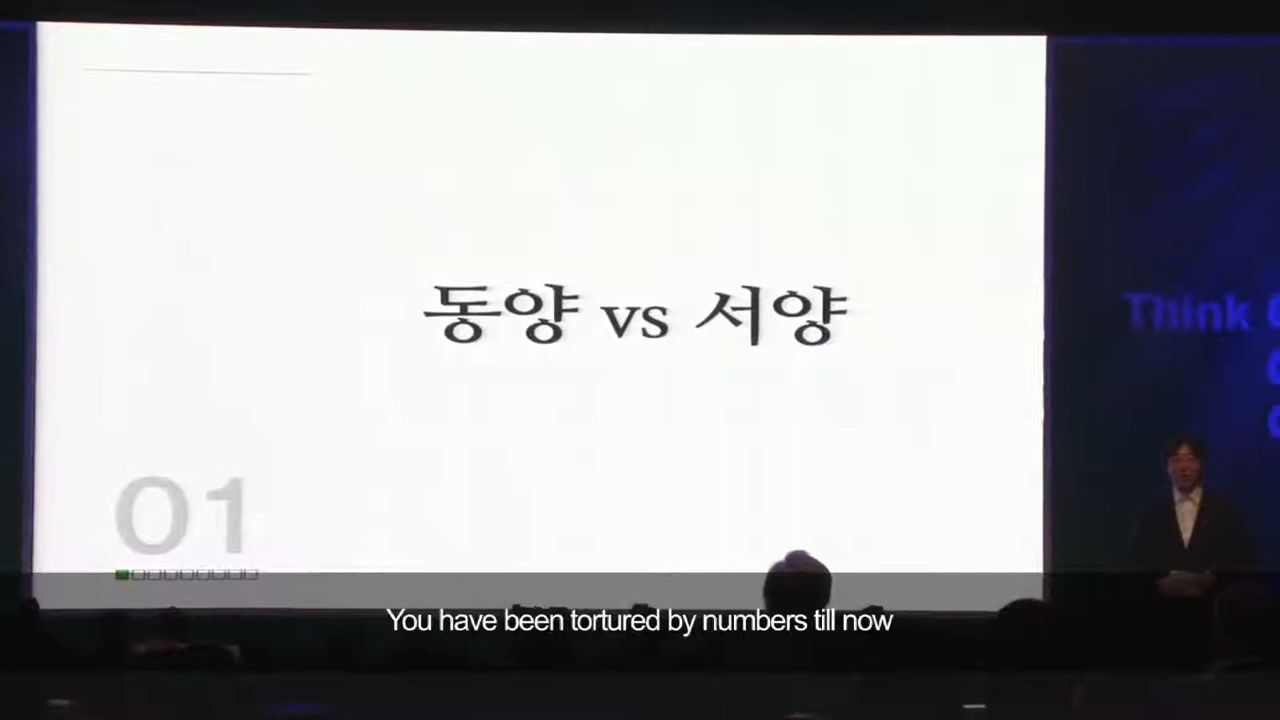 동양 vs 서양
Think
01
You have been tortured by numbers till now